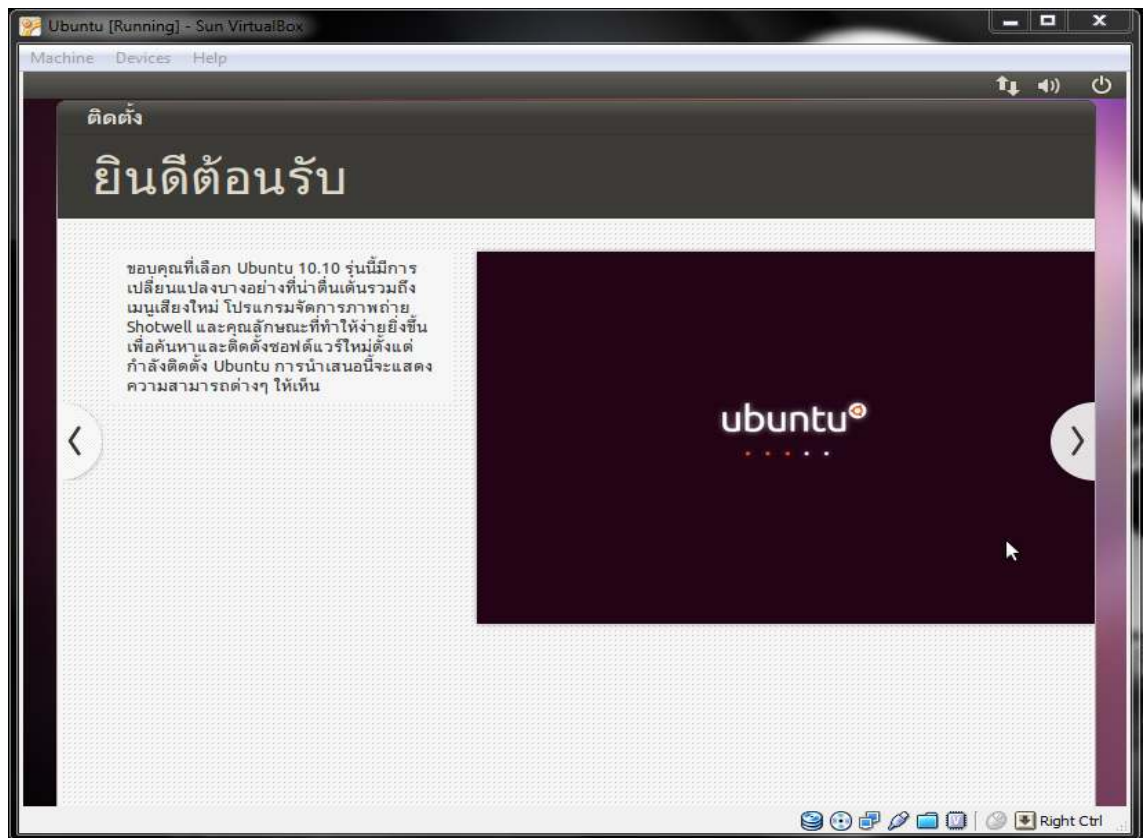 Ubuntu [Running] - Sun VirtualBox
Machine Devices Help
ติดตั้ง
ยินดีต้อนรับ
ขอบคุณที่เลือก Ubuntu 10.10 รุ่นนี้มีการ
เปลี่ยนแปลงบางอย่างที่น่าตื่นเต้นรวมถึง
เมนูเสียงใหม่ โปรแกรมจัดการภาพถ่าย
Shotwell และคุณลักษณะที่ทำให้ง่ายยิ่งขึ้น
เพื่อค้นหาและติดตั้งซอฟต์แวร์ใหม่ตั้งแต่
กำลังติดตั้ง Ubuntu การนำเสนอนี้จะแสดง
ความสามารถต่างๆ ให้เห็น
ubuntu
Right Ctrl